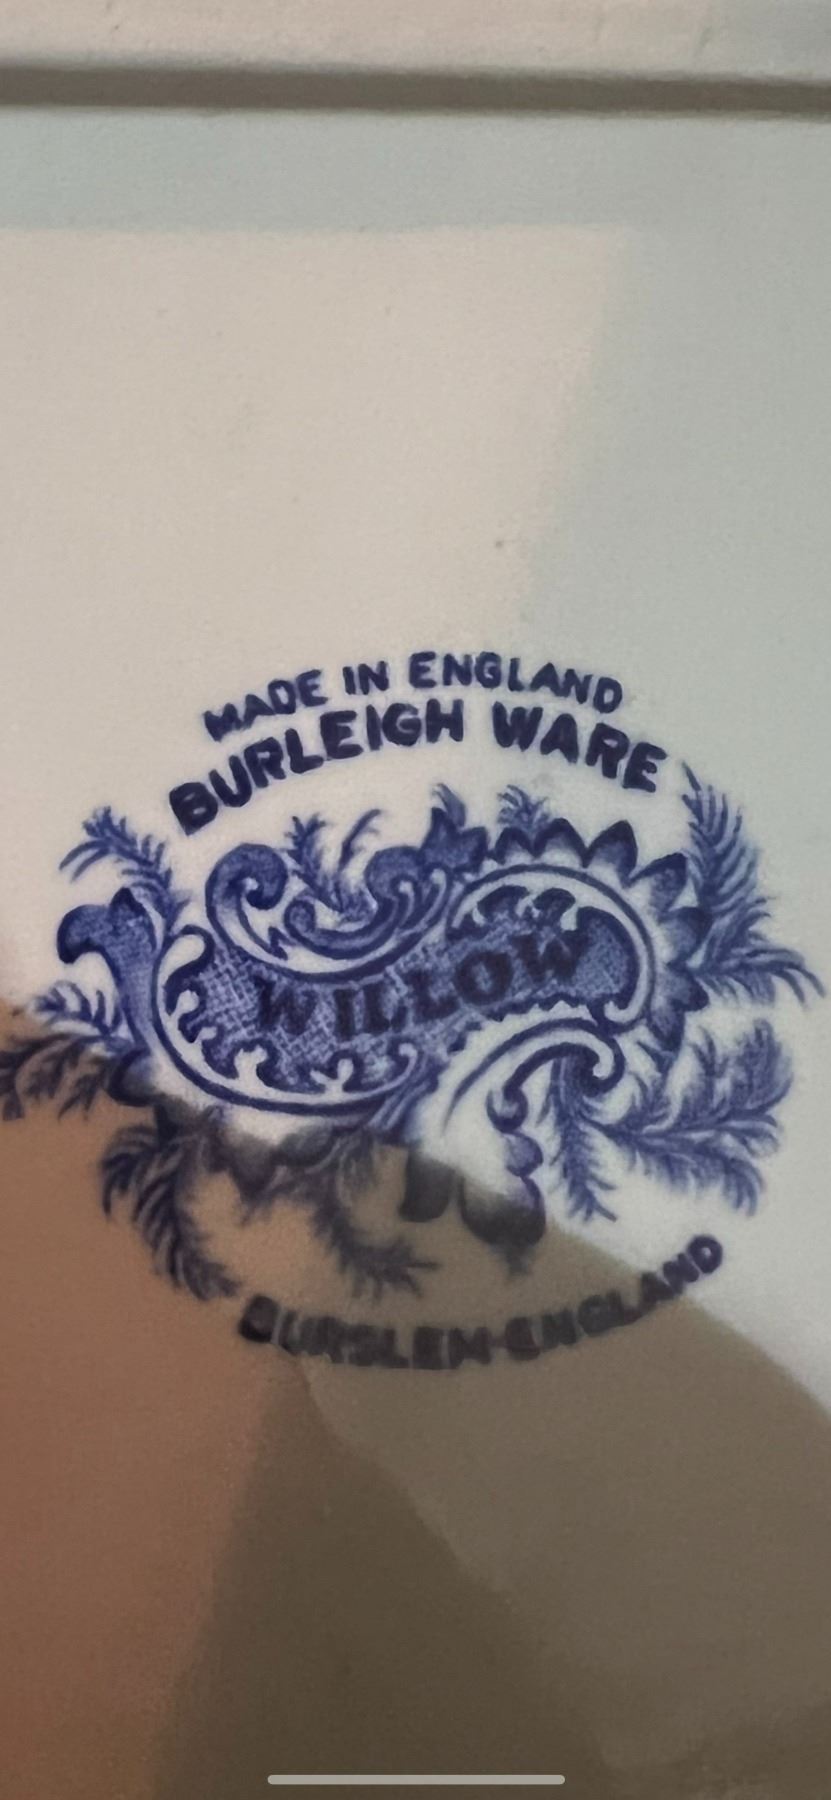 MADE IN ENGLAND
BURLEIGH WARE
WILLOW
BURSLEM-ENGLAND